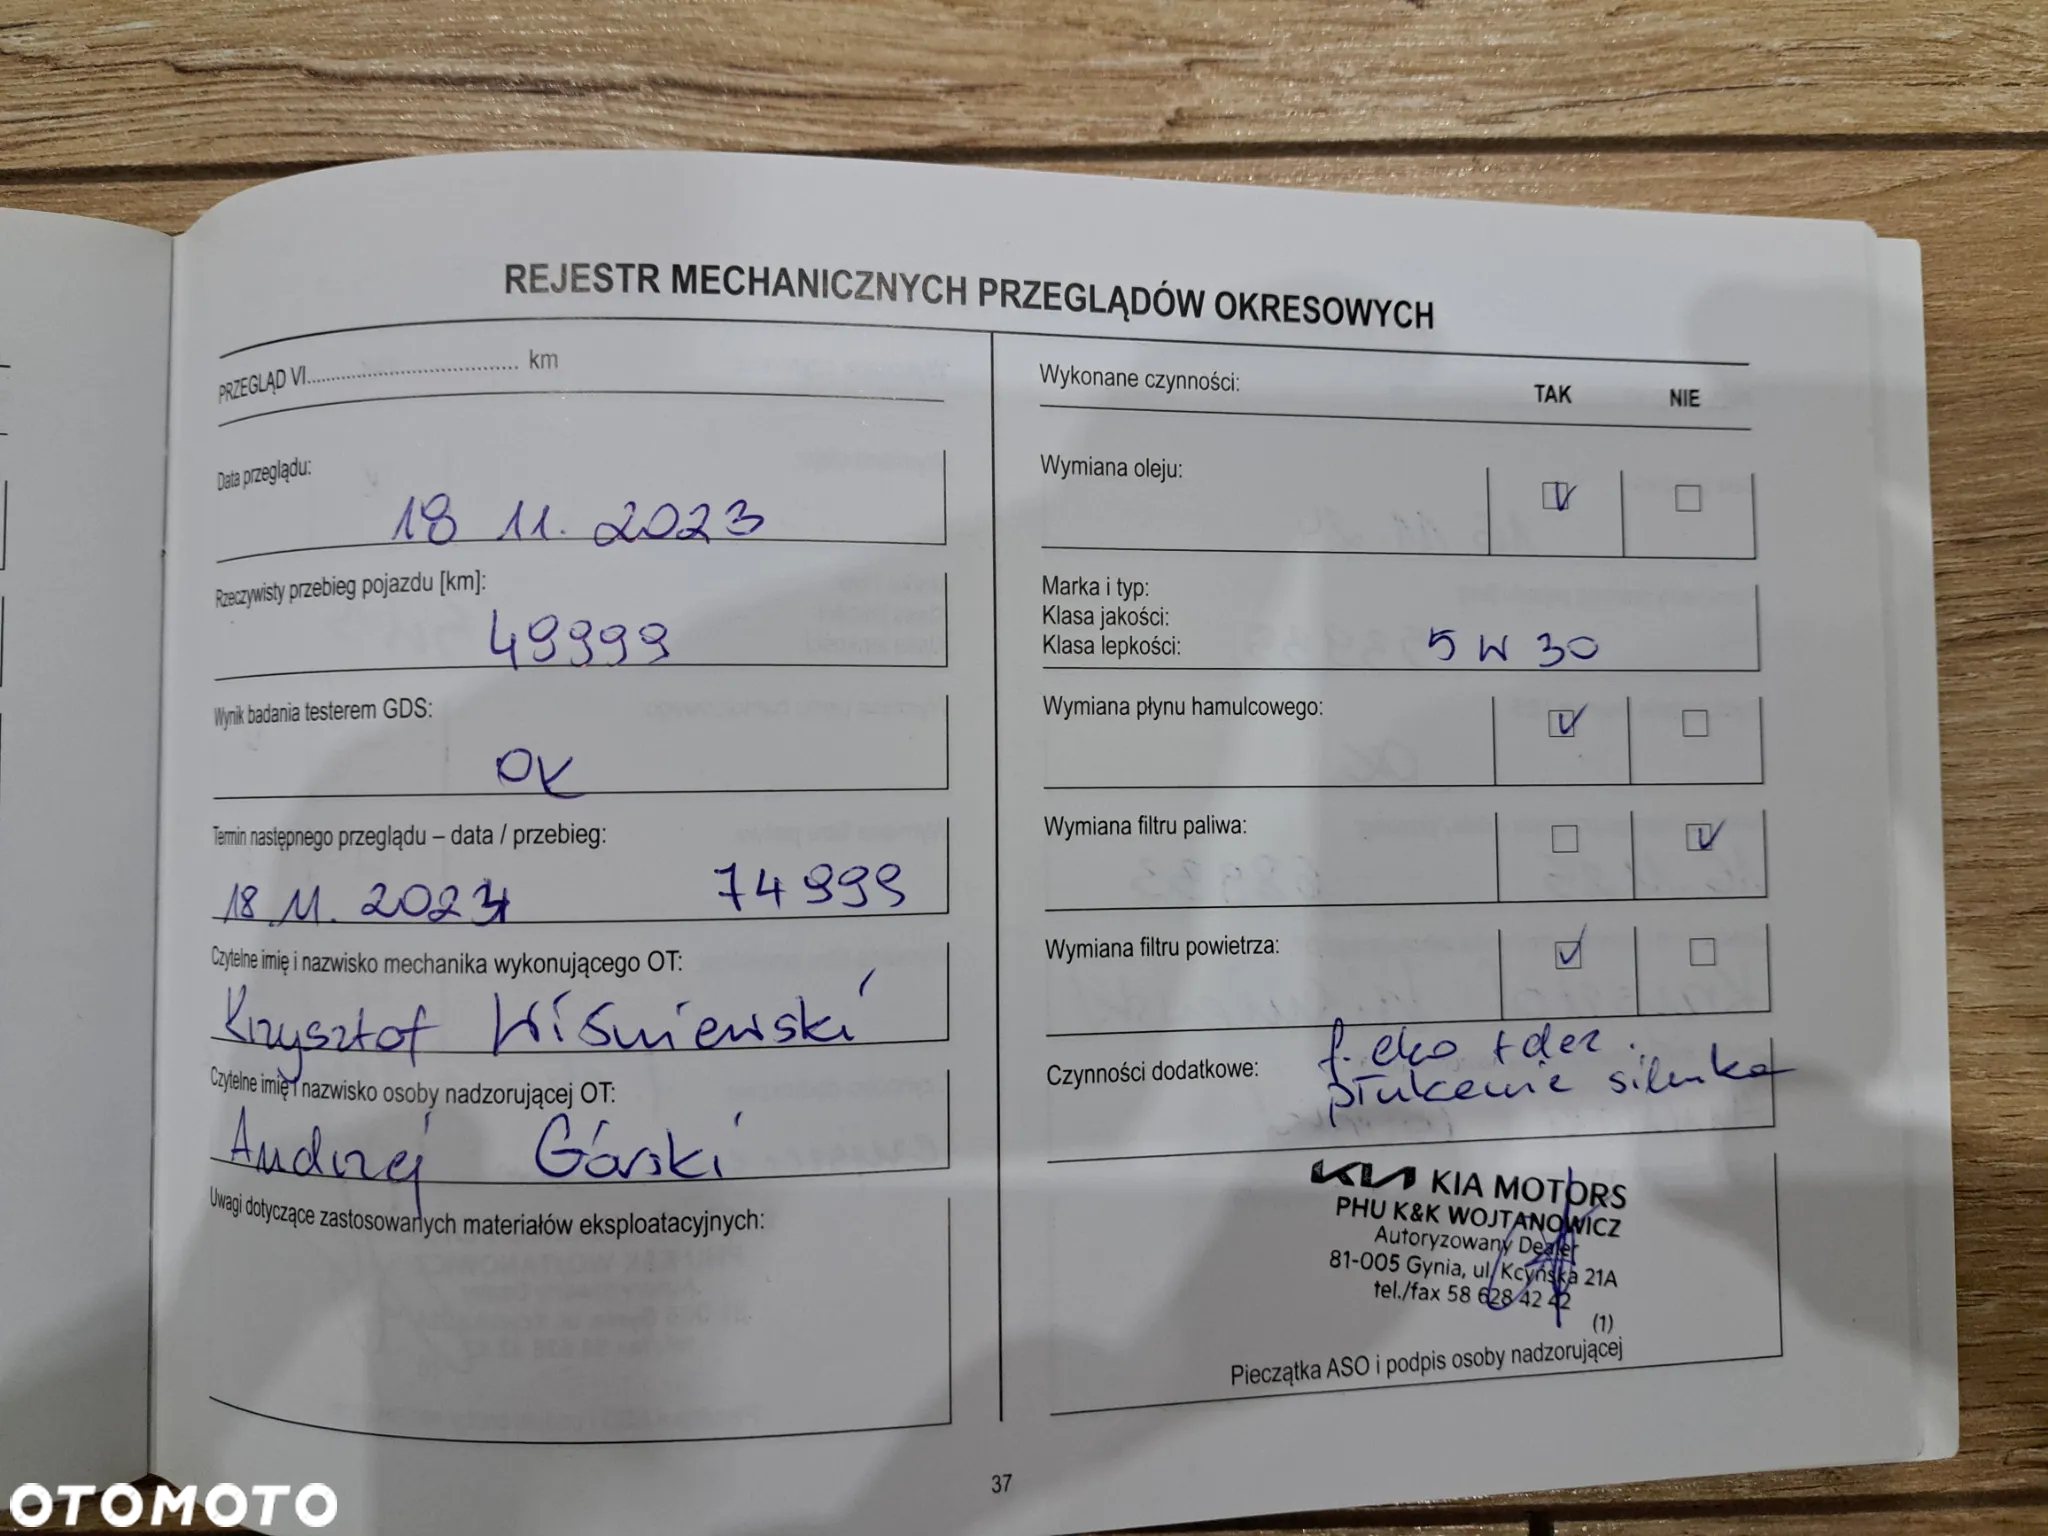 REJESTR MECHANICZNYCH PRZEGLĄDÓW OKRESOWYCH
PRZEGLĄD VI........................................ km
Data przeglądu:
18 11. 2023
Rzeczywisty przebieg pojazdu [km]:
49999
Wynik badania testerem GDS:
OK
Termin następnego przeglądu – data / przebieg:
18.11.2024 74999
Czytelne imię i nazwisko mechanika wykonującego OT:
Krzysztof Wiśniewski
Czytelne imię i nazwisko osoby nadzorującej OT:
Andrzej Górski
Uwagi dotyczące zastosowanych materiałów eksploatacyjnych:
Wykonane czynności: TAK NIE
Wymiana oleju:
Marka i typ:
Klasa jakości:
Klasa lepkości: 5 W 30
Wymiana płynu hamulcowego:
Wymiana filtru paliwa:
Wymiana filtru powietrza:
Czynności dodatkowe:
płukanie silnika
KIA KIA MOTORS
PHU K&K WOJTANOWICZ
Autoryzowany Dealer
81-005 Gynia, ul. Kcyńska 21A
tel./fax 58 628 42 42
(1)
Pieczątka ASO i podpis osoby nadzorującej
37
OTOMOTO